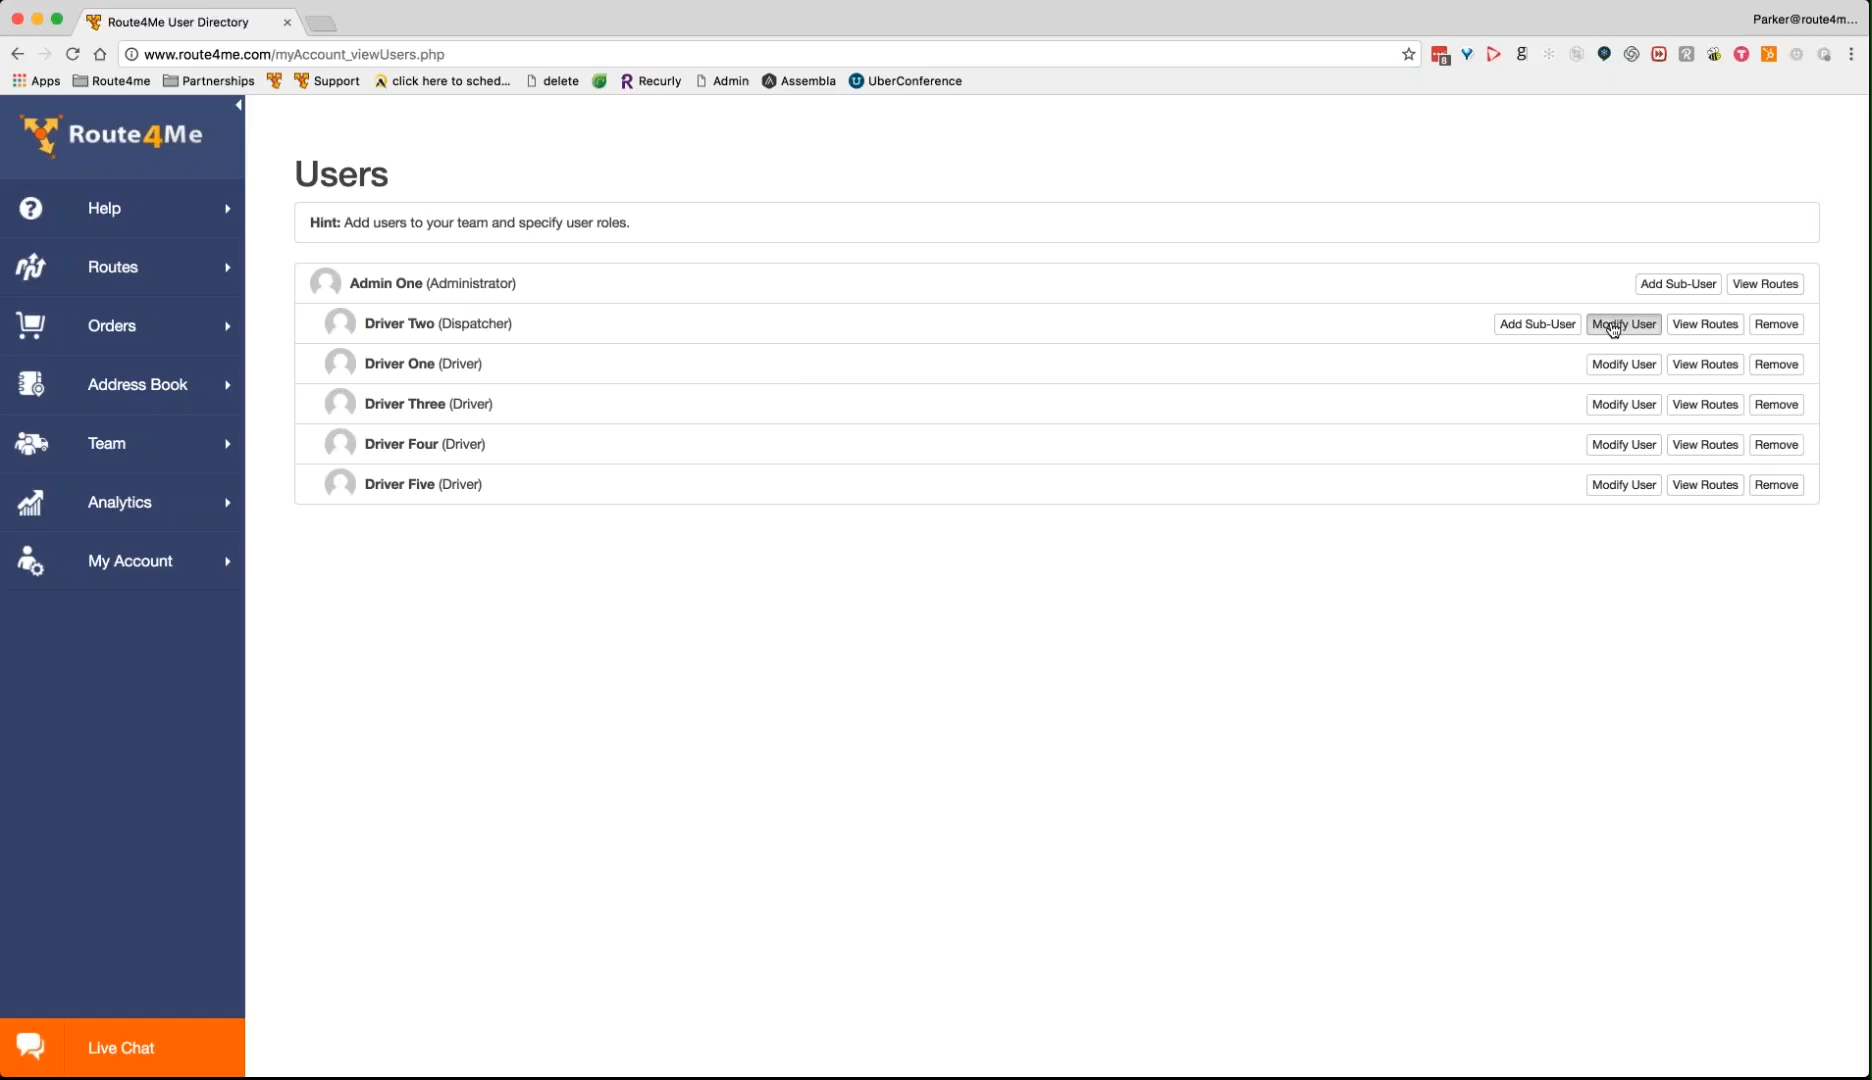 Route4Me User Directory
Parker@route4m...
www.route4me.com/myAccount_viewUsers.php
8
Apps Route4me Partnerships Support click here to sched... delete Recurly Admin Assembla UberConference
Route4Me
Users
Help
Hint: Add users to your team and specify user roles.
Routes
Admin One (Administrator) Add Sub-User View Routes
Orders
Driver Two (Dispatcher) Add Sub-User Modify User View Routes Remove
Driver One (Driver) Modify User View Routes Remove
Address Book
Driver Three (Driver) Modify User View Routes Remove
Team
Driver Four (Driver) Modify User View Routes Remove
Driver Five (Driver) Modify User View Routes Remove
Analytics
My Account
Live Chat